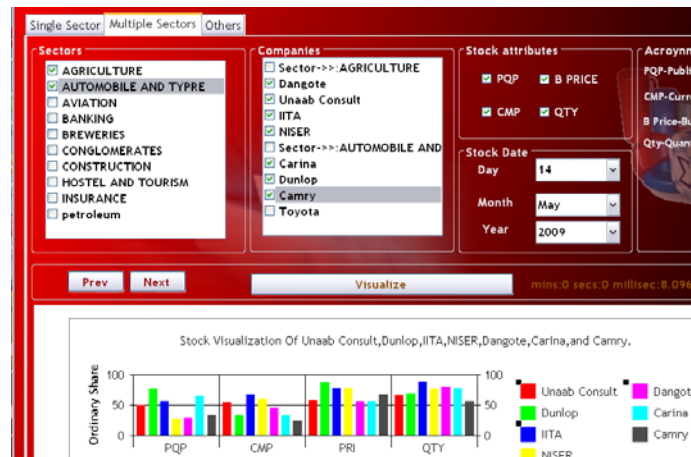 Single Sector Multiple Sectors Others
Sectors
AGRICULTURE
AUTOMOBILE AND TYPRE
AVIATION
BANKING
BREWERIES
CONGLOMERATES
CONSTRUCTION
HOSTEL AND TOURISM
INSURANCE
petroleum
Companies
Sector->>:AGRICULTURE
Dangote
Unaab Consult
IITA
NISER
Sector->>:AUTOMOBILE AND
Carina
Dunlop
Camry
Toyota
Stock attributes
PQP B PRICE
CMP QTY
Stock Date
Day 14
Month May
Year 2009
Acroynm
PQP-Publi
CMP-Curre
B Price-Bu
Qty-Quan
Prev Next Visualize mins:0 secs:0 millisec:8.096
Stock Visualization Of Unaab Consult,Dunlop,IITA,NISER,Dangote,Carina,and Camry.
Ordinary Share
100 100
50 50
0 0
PQP CMP PRI QTY
Unaab Consult Dangot
Dunlop Carina
IITA Camry
NISER